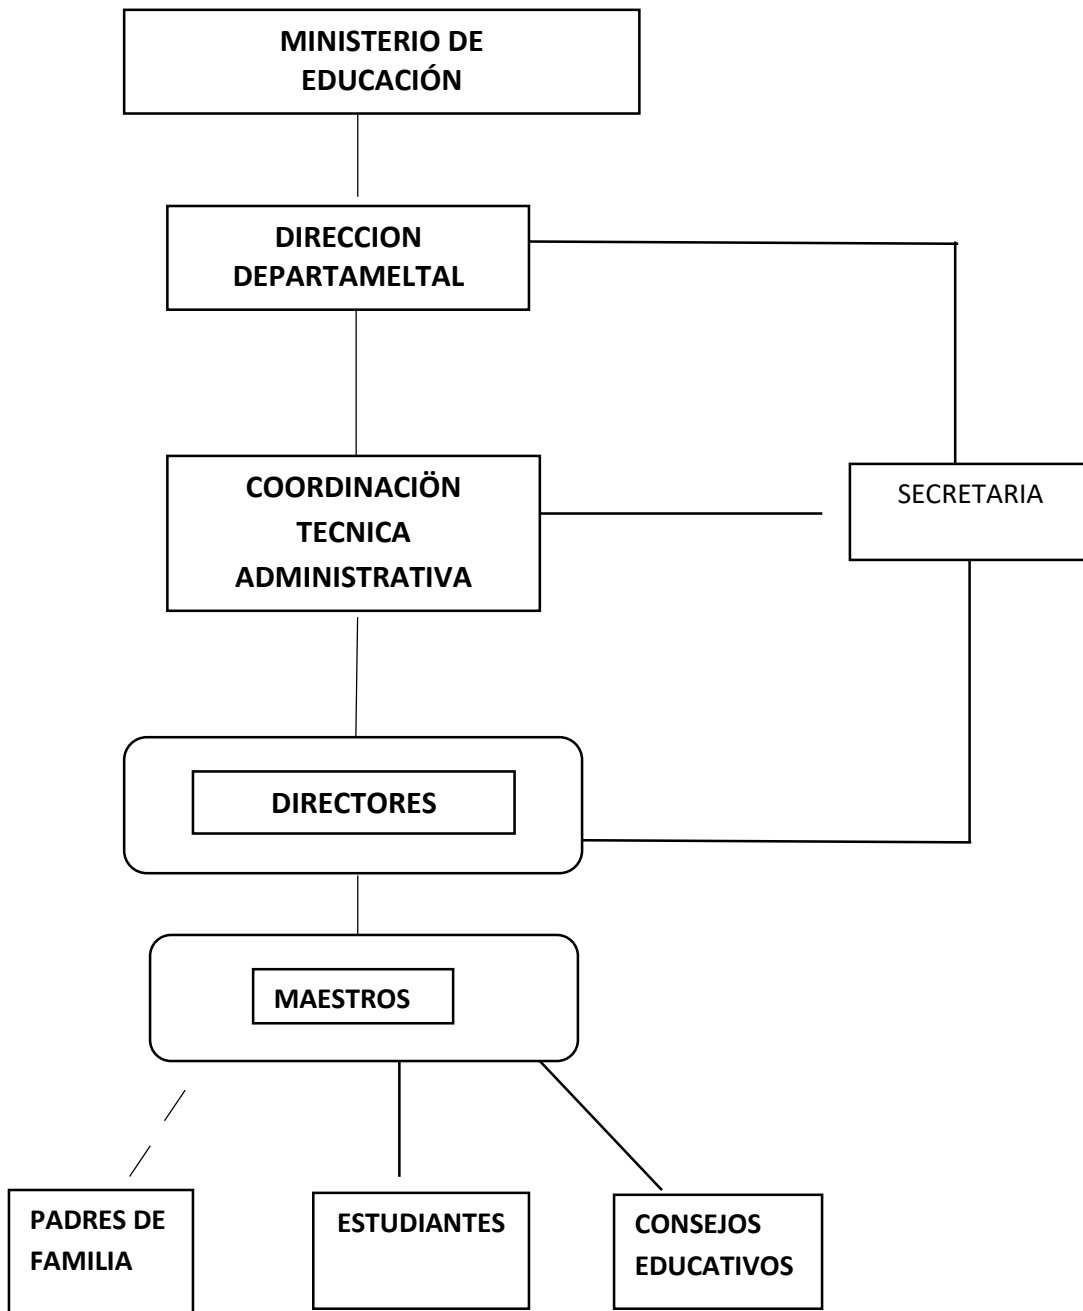 MINISTERIO DE
EDUCACIÓN
DIRECCION
DEPARTAMELTAL
COORDINACIÖN
TECNICA
ADMINISTRATIVA
SECRETARIA
DIRECTORES
MAESTROS
PADRES DE
FAMILIA
ESTUDIANTES
CONSEJOS
EDUCATIVOS